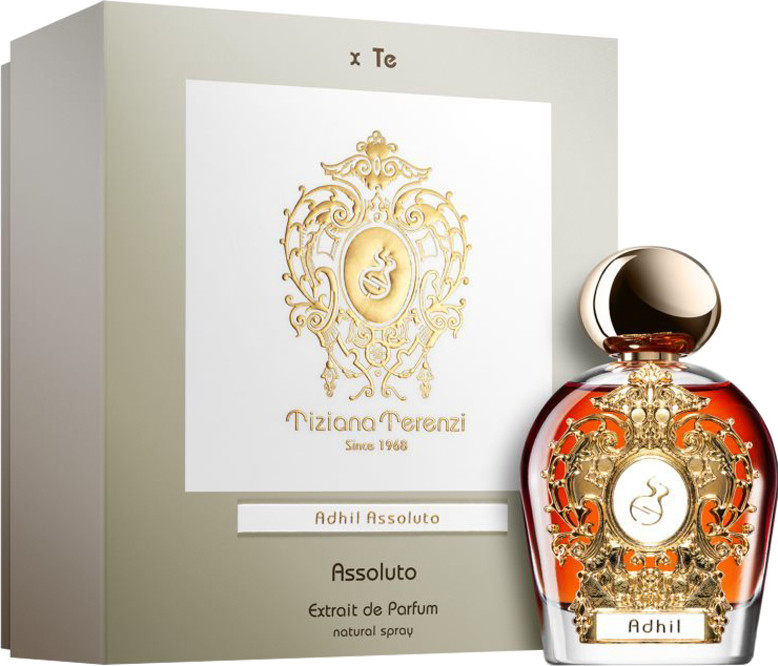 x Te
Tiziana Terenzi
Since 1968
Adhil Assoluto
Assoluto
Extrait de Parfum
natural spray
Adhil